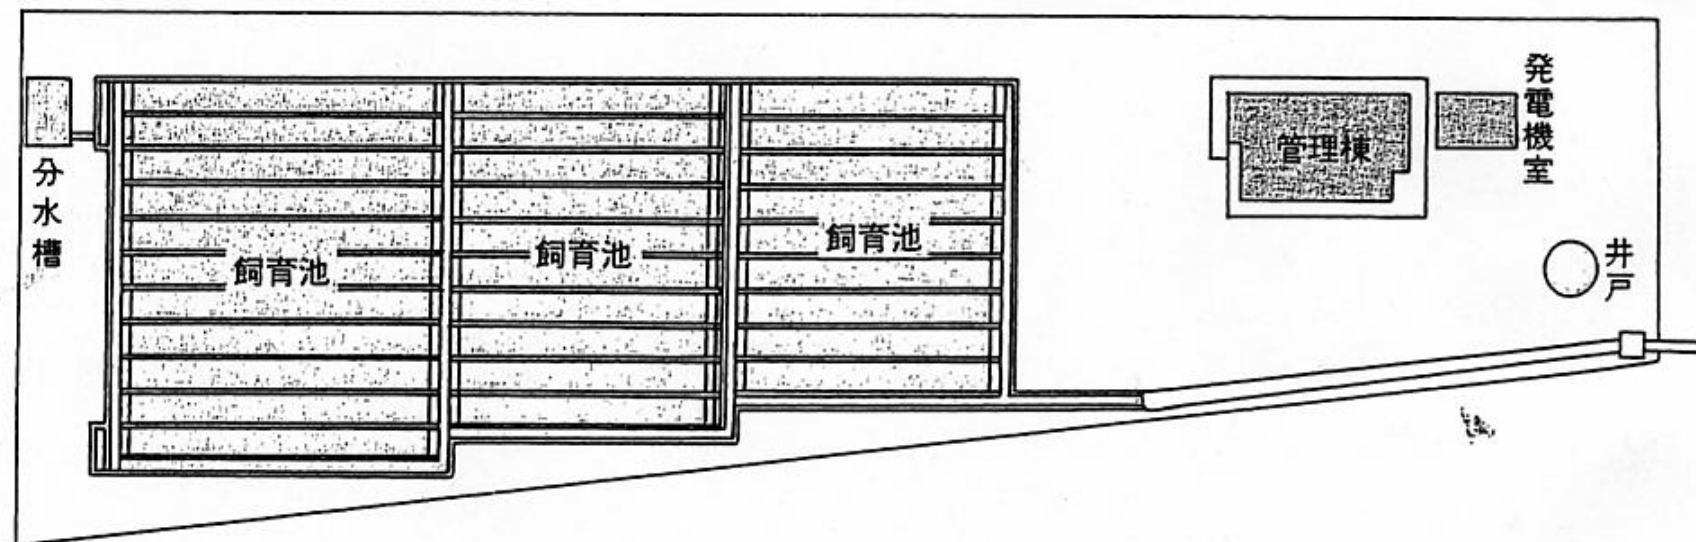 分水槽
飼育池
飼育池
飼育池
管理棟
発電機室
井戸